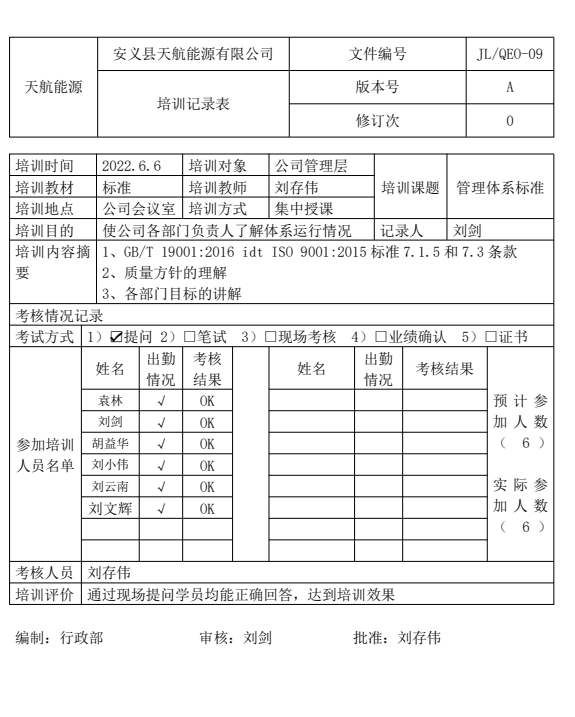 天航能源 安义县天航能源有限公司 文件编号 JL/QEO-09
培训记录表 版本号 A
修订次 0
培训时间 2022.6.6 培训对象 公司管理层 培训课题 管理体系标准
培训教材 标准 培训教师 刘存伟
培训地点 公司会议室 培训方式 集中授课
培训目的 使公司各部门负责人了解体系运行情况 记录人 刘剑
培训内容摘要 1、GB/T 19001:2016 idt ISO 9001:2015 标准 7.1.5 和 7.3 条款
2、质量方针的理解
3、各部门目标的讲解
考核情况记录
考试方式 1）☑提问 2）□笔试 3）□现场考核 4）□业绩确认 5）□证书
参加培训人员名单 姓名 出勤情况 考核结果 姓名 出勤情况 考核结果
袁林 √ OK
刘剑 √ OK
胡益华 √ OK
刘小伟 √ OK
刘云南 √ OK
刘文辉 √ OK
预计参加人数（ 6 ）
实际参加人数（ 6 ）
考核人员 刘存伟
培训评价 通过现场提问学员均能正确回答，达到培训效果
编制：行政部 审核：刘剑 批准：刘存伟